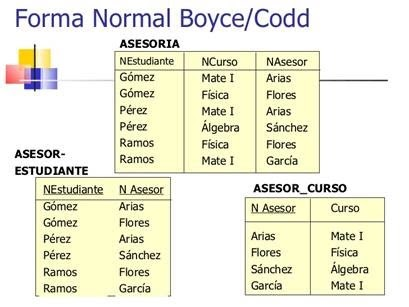 Forma Normal Boyce/Codd
ASESORIA
NEstudiante NCurso NAsesor
Gómez Mate I Arias
Gómez Física Flores
Pérez Mate I Arias
Pérez Álgebra Sánchez
Ramos Física Flores
Ramos Mate I García
ASESOR-
ESTUDIANTE
NEstudiante N Asesor
Gómez Arias
Gómez Flores
Pérez Arias
Pérez Sánchez
Ramos Flores
Ramos García
ASESOR_CURSO
N Asesor Curso
Arias Mate I
Flores Física
Sánchez Álgebra
García Mate I